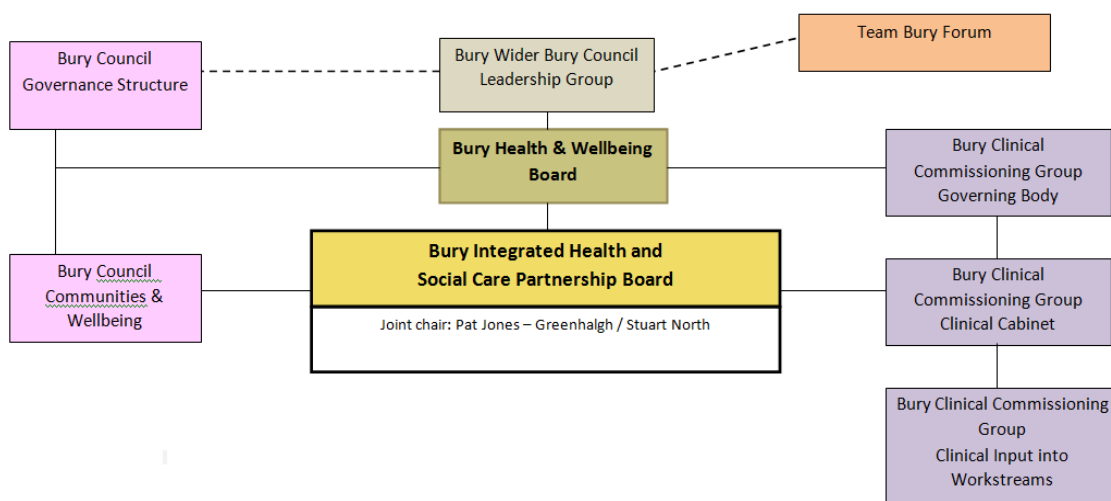 Bury Council
Governance Structure
Bury Wider Bury Council
Leadership Group
Team Bury Forum
Bury Health & Wellbeing
Board
Bury Clinical
Commissioning Group
Governing Body
Bury Council
Communities &
Wellbeing
Bury Integrated Health and
Social Care Partnership Board
Joint chair: Pat Jones – Greenhalgh / Stuart North
Bury Clinical
Commissioning Group
Clinical Cabinet
Bury Clinical Commissioning
Group
Clinical Input into
Workstreams